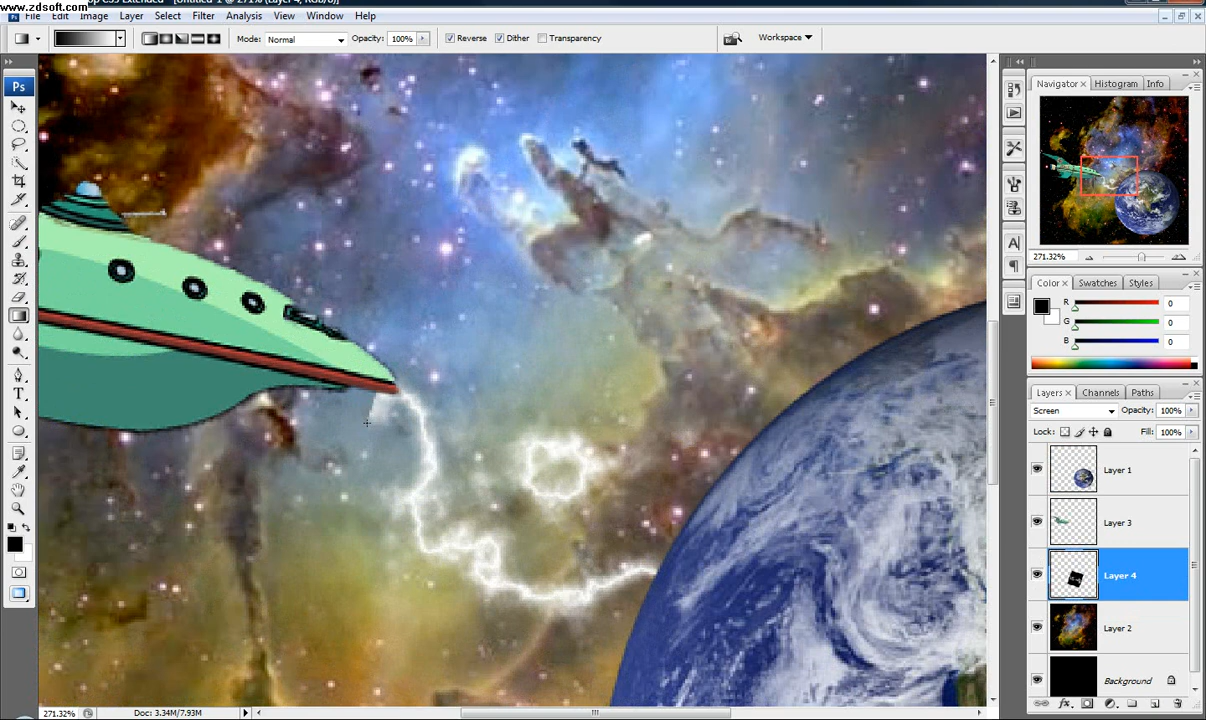 www.zdsoft.com
File Edit Image Layer Select Filter Analysis View Window Help
Mode: Normal Opacity: 100% Reverse Dither Transparency Workspace
Ps
Navigator Histogram Info
271.32%
Color Swatches Styles
R 0
G 0
B 0
Layers Channels Paths
Screen Opacity: 100%
Lock: Fill: 100%
Layer 1
Layer 3
Layer 4
Layer 2
Background
271.32% Doc: 3.34M/7.93M